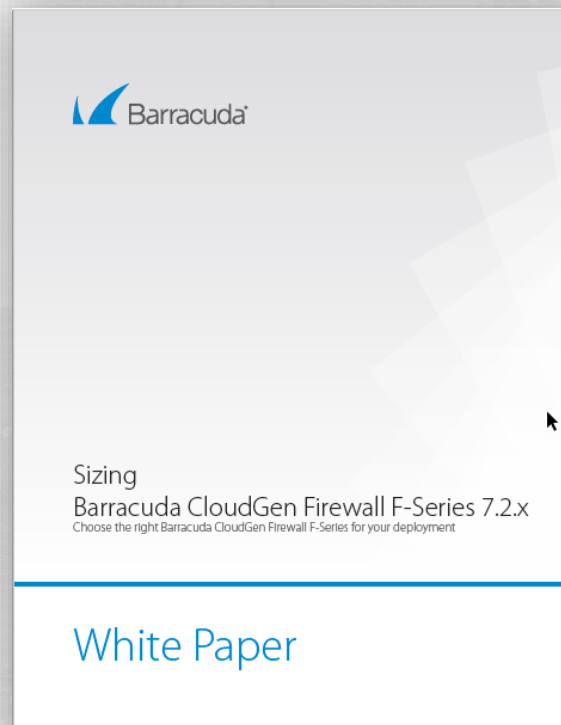 Barracuda
Sizing
Barracuda CloudGen Firewall F-Series 7.2.x
Choose the right Barracuda CloudGen Firewall F-Series for your deployment
White Paper